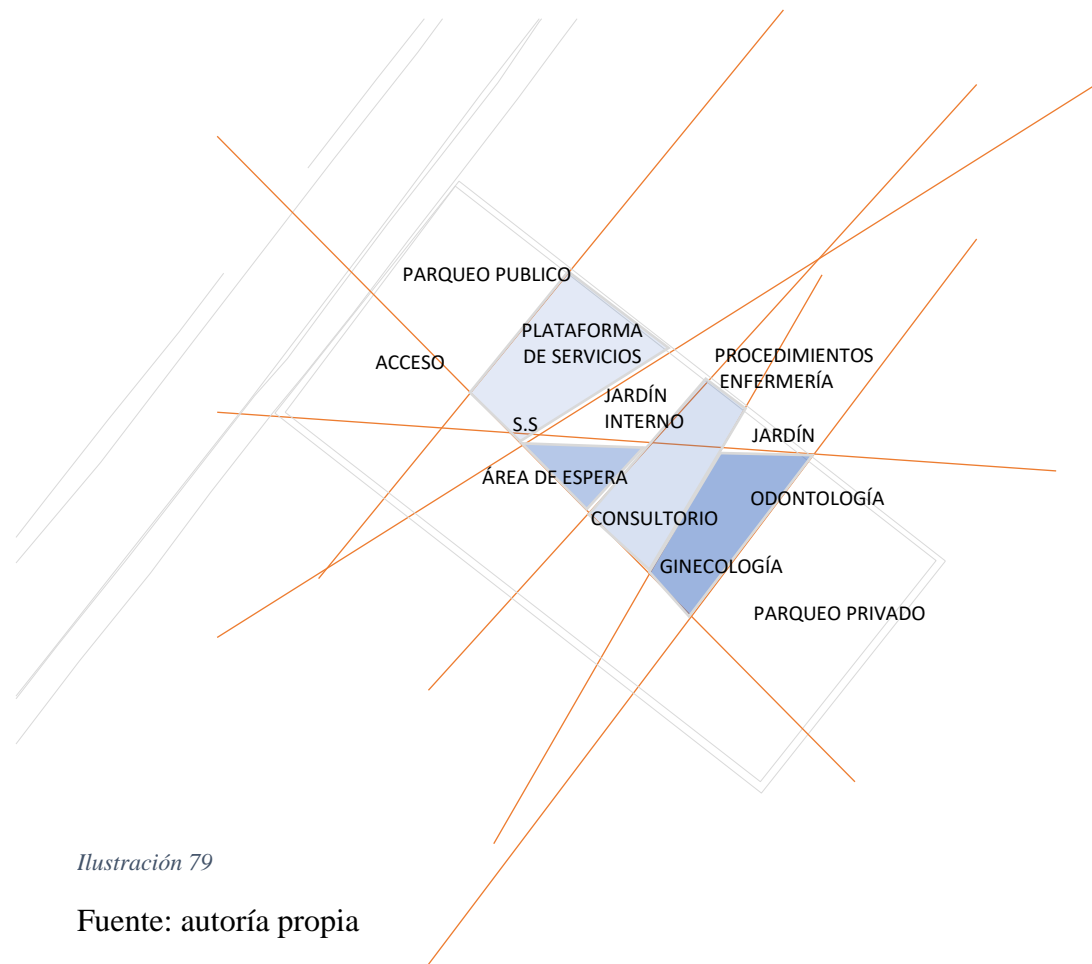 PARQUEO PUBLICO
PLATAFORMA
DE SERVICIOS
ACCESO
PROCEDIMIENTOS
ENFERMERÍA
JARDÍN
INTERNO
S.S
JARDÍN
ÁREA DE ESPERA
ODONTOLOGÍA
CONSULTORIO
GINECOLOGÍA
PARQUEO PRIVADO
Ilustración 79
Fuente: autoría propia